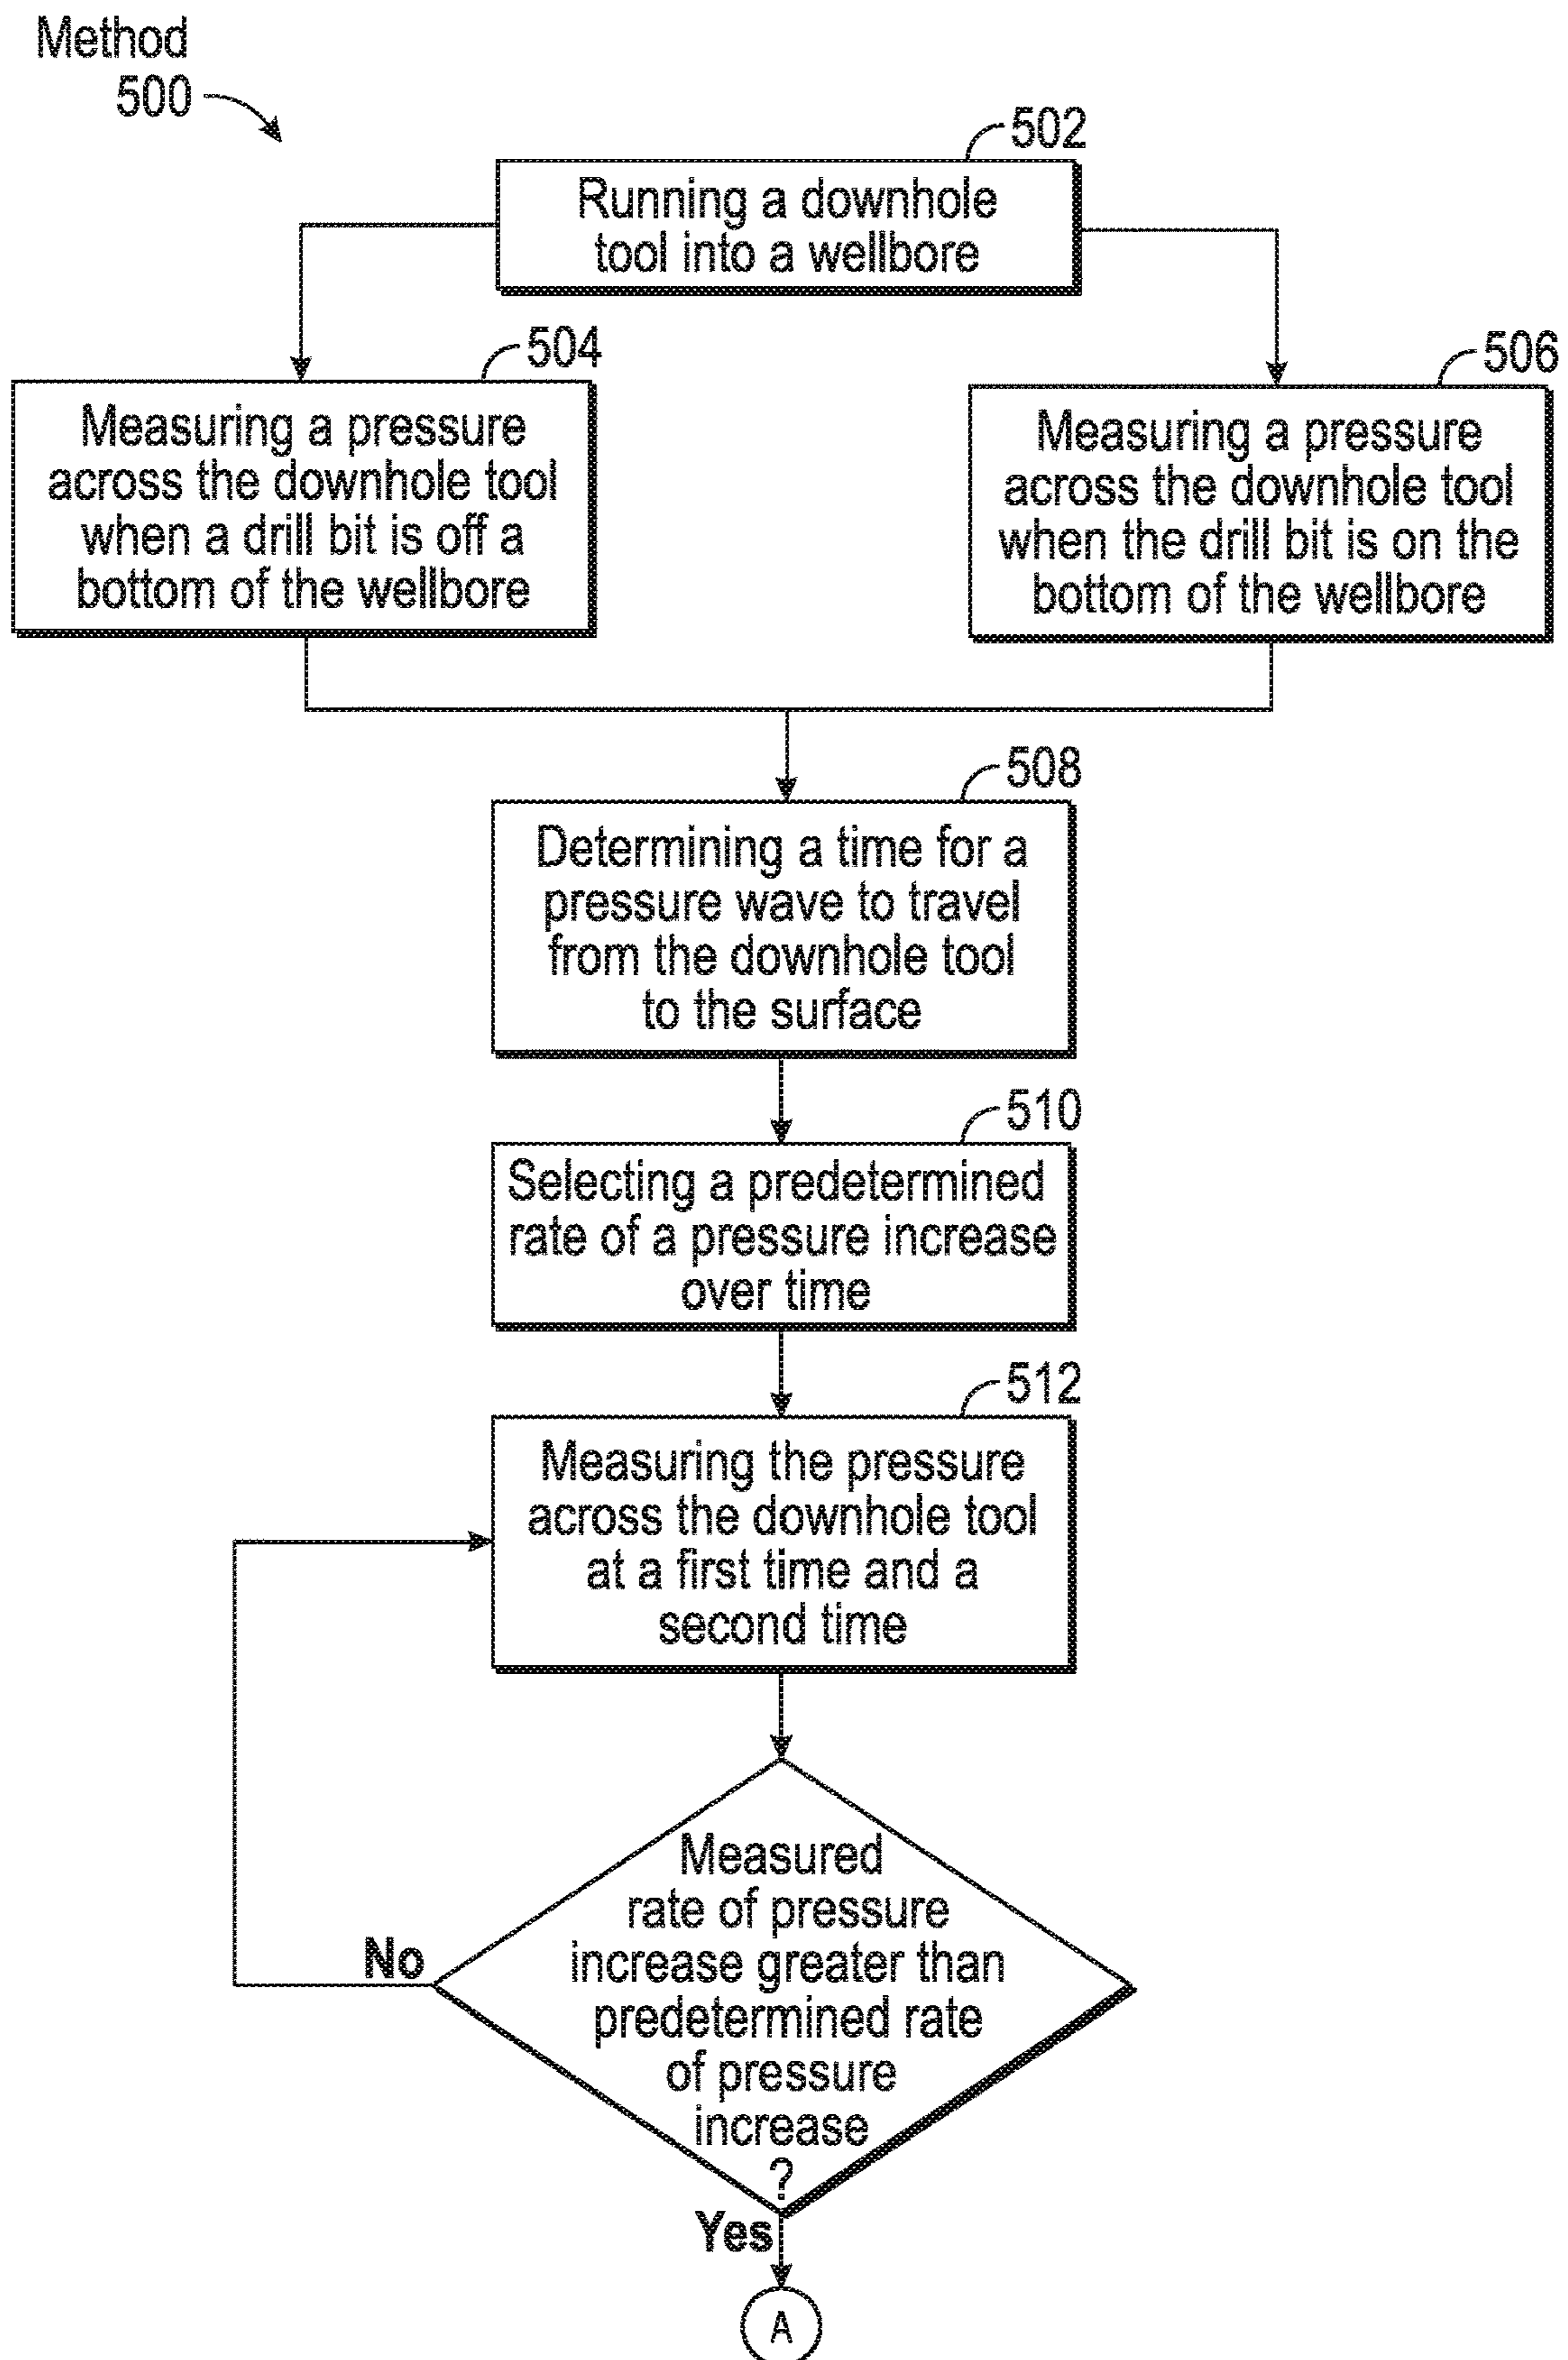 Method
500
502
Running a downhole
tool into a wellbore
504
Measuring a pressure
across the downhole tool
when a drill bit is off a
bottom of the wellbore
506
Measuring a pressure
across the downhole tool
when the drill bit is on the
bottom of the wellbore
508
Determining a time for a
pressure wave to travel
from the downhole tool
to the surface
510
Selecting a predetermined
rate of a pressure increase
over time
512
Measuring the pressure
across the downhole tool
at a first time and a
second time
Measured
rate of pressure
increase greater than
predetermined rate
of pressure
increase
?
No
Yes
A